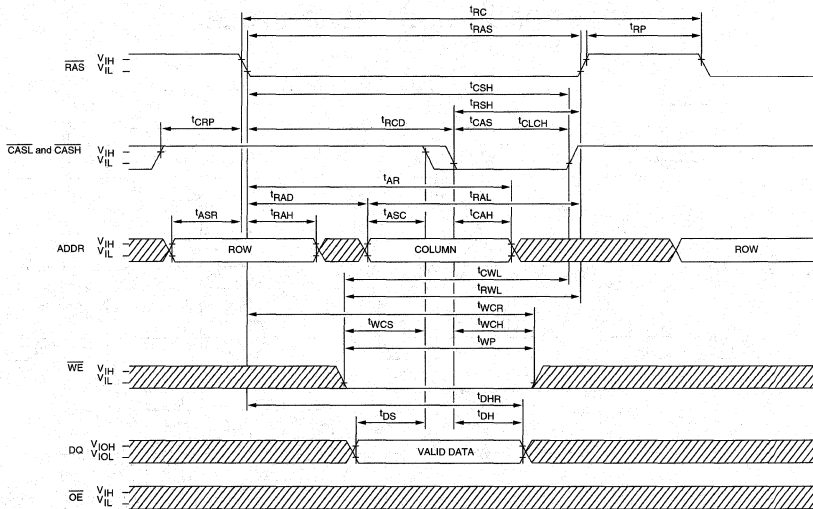 tRC
tRAS
tRP
RAS
VIH
VIL
tCSH
tRSH
tCRP
tRCD
tCAS
tCLCH
CASL and CASH
VIH
VIL
tAR
tRAD
tRAL
tASR
tRAH
tASC
tCAH
ADDR
VIH
VIL
ROW
COLUMN
ROW
tCWL
tRWL
tWCR
tWCS
tWCH
tWP
WE
VIH
VIL
tDHR
tDS
tDH
DQ
VIOH
VIOL
VALID DATA
OE
VIH
VIL